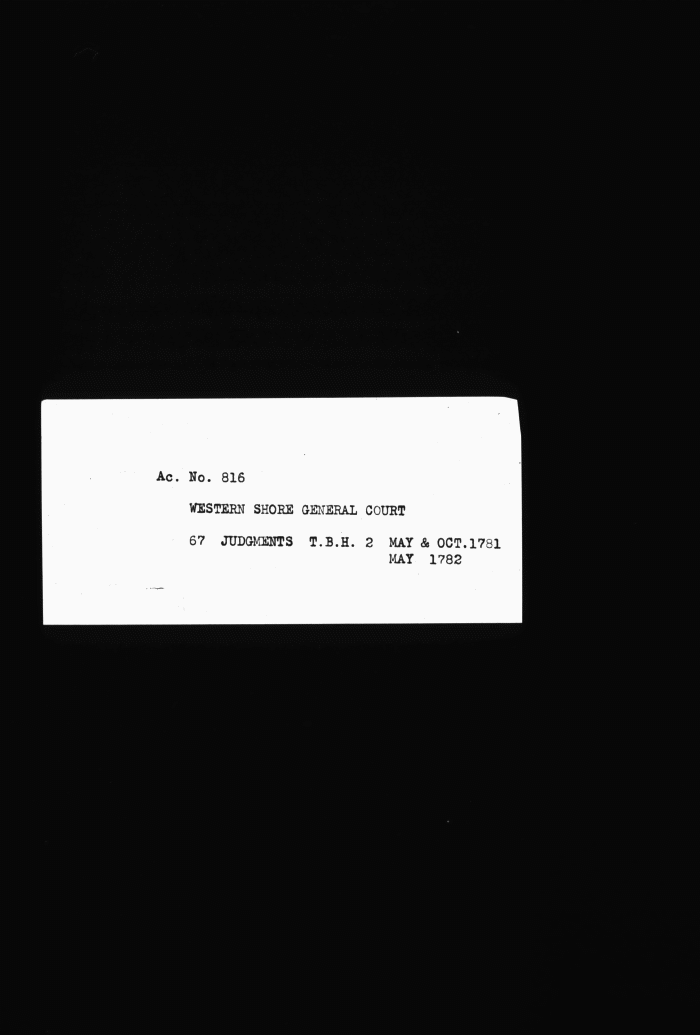 Ac. No. 816
WESTERN SHORE GENERAL COURT
67 JUDGMENTS T.B.H. 2 MAY & OCT.1781
MAY 1782